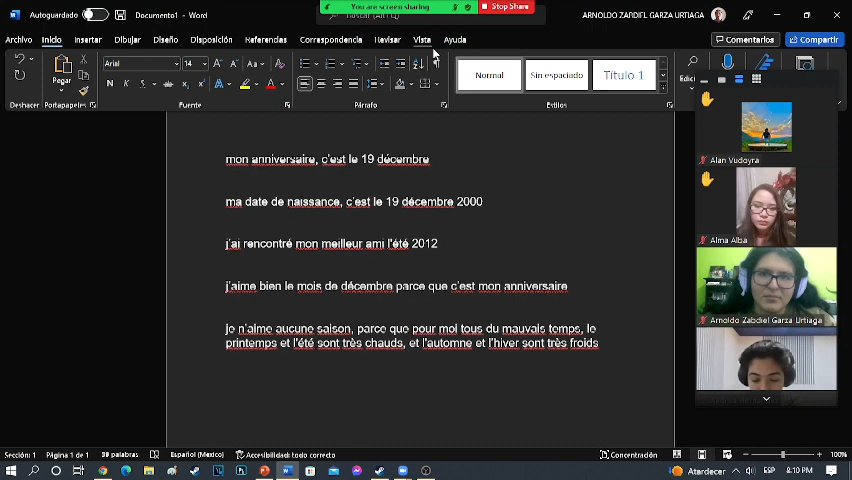 You are screen sharing
Stop Share
Autoguardado
Documento1 - Word
Buscar (Alt+Q)
ARNOLDO ZABDIEL GARZA URTIAGA
Archivo Inicio Insertar Dibujar Diseño Disposición Referencias Correspondencia Revisar Vista Ayuda
Comentarios Compartir
Pegar
Arial 14
N K S
Normal Sin espaciado Título 1
Deshacer Portapapeles Fuente Párrafo Estilos
mon anniversaire, c'est le 19 décembre
ma date de naissance, c'est le 19 décembre 2000
j'ai rencontré mon meilleur ami l'été 2012
j'aime bien le mois de décembre parce que c'est mon anniversaire
je n'aime aucune saison, parce que pour moi tous du mauvais temps, le
printemps et l'été sont très chauds, et l'automne et l'hiver sont très froids
Alan Vudoyra
Alma Alba
Arnoldo Zabdiel Garza Urtiaga
Sección: 1 Página 1 de 1 99 palabras Español (México) Accesibilidad: todo correcto
Concentración
100%
Atardecer
ESP
8:10 PM